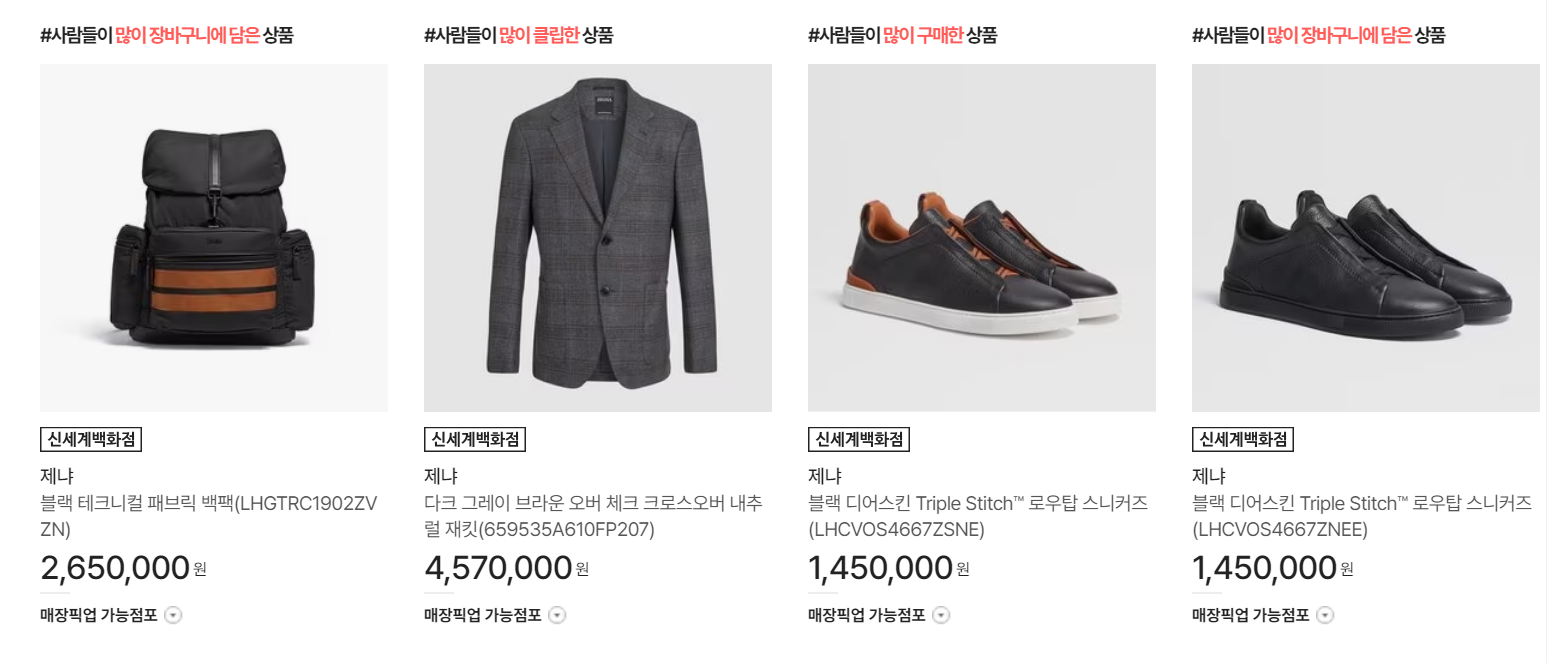 #사람들이 많이 장바구니에 담은 상품
신세계백화점
제냐
블랙 테크니컬 패브릭 백팩(LHGTRC1902ZV
ZN)
2,650,000원
매장픽업 가능점포
#사람들이 많이 클립한 상품
신세계백화점
제냐
다크 그레이 브라운 오버 체크 크로스오버 내추
럴 재킷(659535A610FP207)
4,570,000원
매장픽업 가능점포
#사람들이 많이 구매한 상품
신세계백화점
제냐
블랙 디어스킨 Triple Stitch™ 로우탑 스니커즈
(LHCVOS4667ZSNE)
1,450,000원
매장픽업 가능점포
#사람들이 많이 장바구니에 담은 상품
신세계백화점
제냐
블랙 디어스킨 Triple Stitch™ 로우탑 스니커즈
(LHCVOS4667ZNEE)
1,450,000원
매장픽업 가능점포